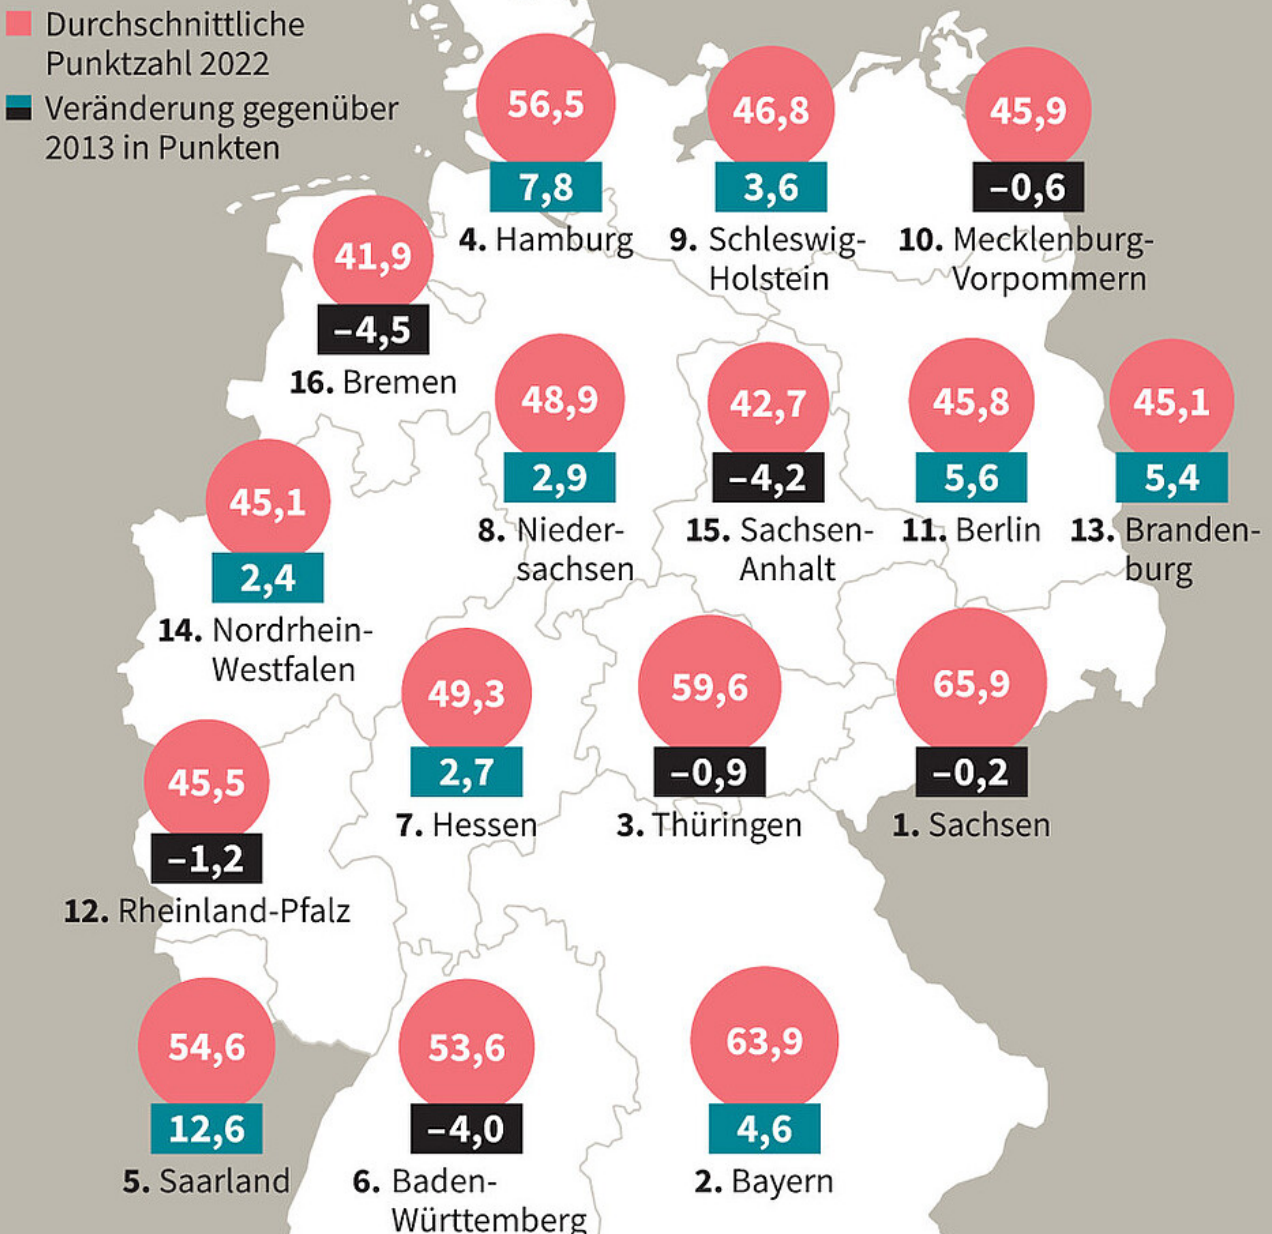 Durchschnittliche
Punktzahl 2022
Veränderung gegenüber
2013 in Punkten
56,5
7,8
4. Hamburg
46,8
3,6
9. Schleswig-
Holstein
45,9
–0,6
10. Mecklenburg-
Vorpommern
41,9
–4,5
16. Bremen
48,9
2,9
8. Nieder-
sachsen
42,7
–4,2
15. Sachsen-
Anhalt
45,8
5,6
11. Berlin
45,1
5,4
13. Branden-
burg
45,1
2,4
14. Nordrhein-
Westfalen
49,3
2,7
7. Hessen
59,6
–0,9
3. Thüringen
65,9
–0,2
1. Sachsen
45,5
–1,2
12. Rheinland-Pfalz
54,6
12,6
5. Saarland
53,6
–4,0
6. Baden-
Württemberg
63,9
4,6
2. Bayern